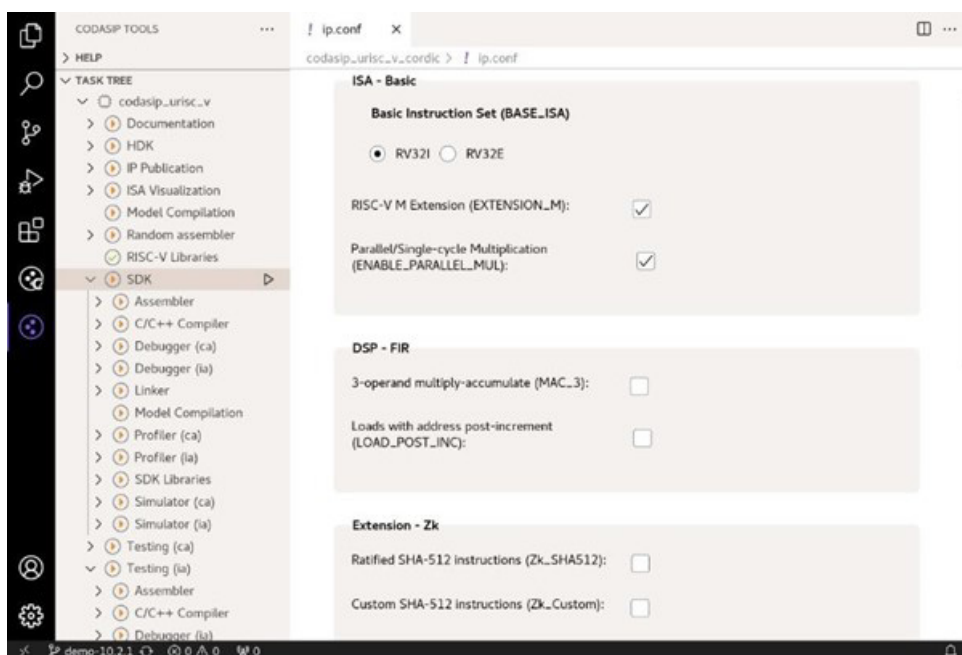 CODASIP TOOLS
> HELP
TASK TREE
codasip_urisc_v
Documentation
HDK
IP Publication
ISA Visualization
Model Compilation
Random assembler
RISC-V Libraries
SDK
Assembler
C/C++ Compiler
Debugger (ca)
Debugger (ia)
Linker
Model Compilation
Profiler (ca)
Profiler (ia)
SDK Libraries
Simulator (ca)
Simulator (ia)
Testing (ca)
Testing (ia)
Assembler
C/C++ Compiler
Debugger (ia)
! ip.conf
codasip_urisc_v_cordic > ! ip.conf
ISA - Basic
Basic Instruction Set (BASE_ISA)
RV32I RV32E
RISC-V M Extension (EXTENSION_M):
Parallel/Single-cycle Multiplication
(ENABLE_PARALLEL_MUL):
DSP - FIR
3-operand multiply-accumulate (MAC_3):
Loads with address post-increment
(LOAD_POST_INC):
Extension - Zk
Ratified SHA-512 instructions (Zk_SHA512):
Custom SHA-512 instructions (Zk_Custom):
demo-10.2.1 0 0 0